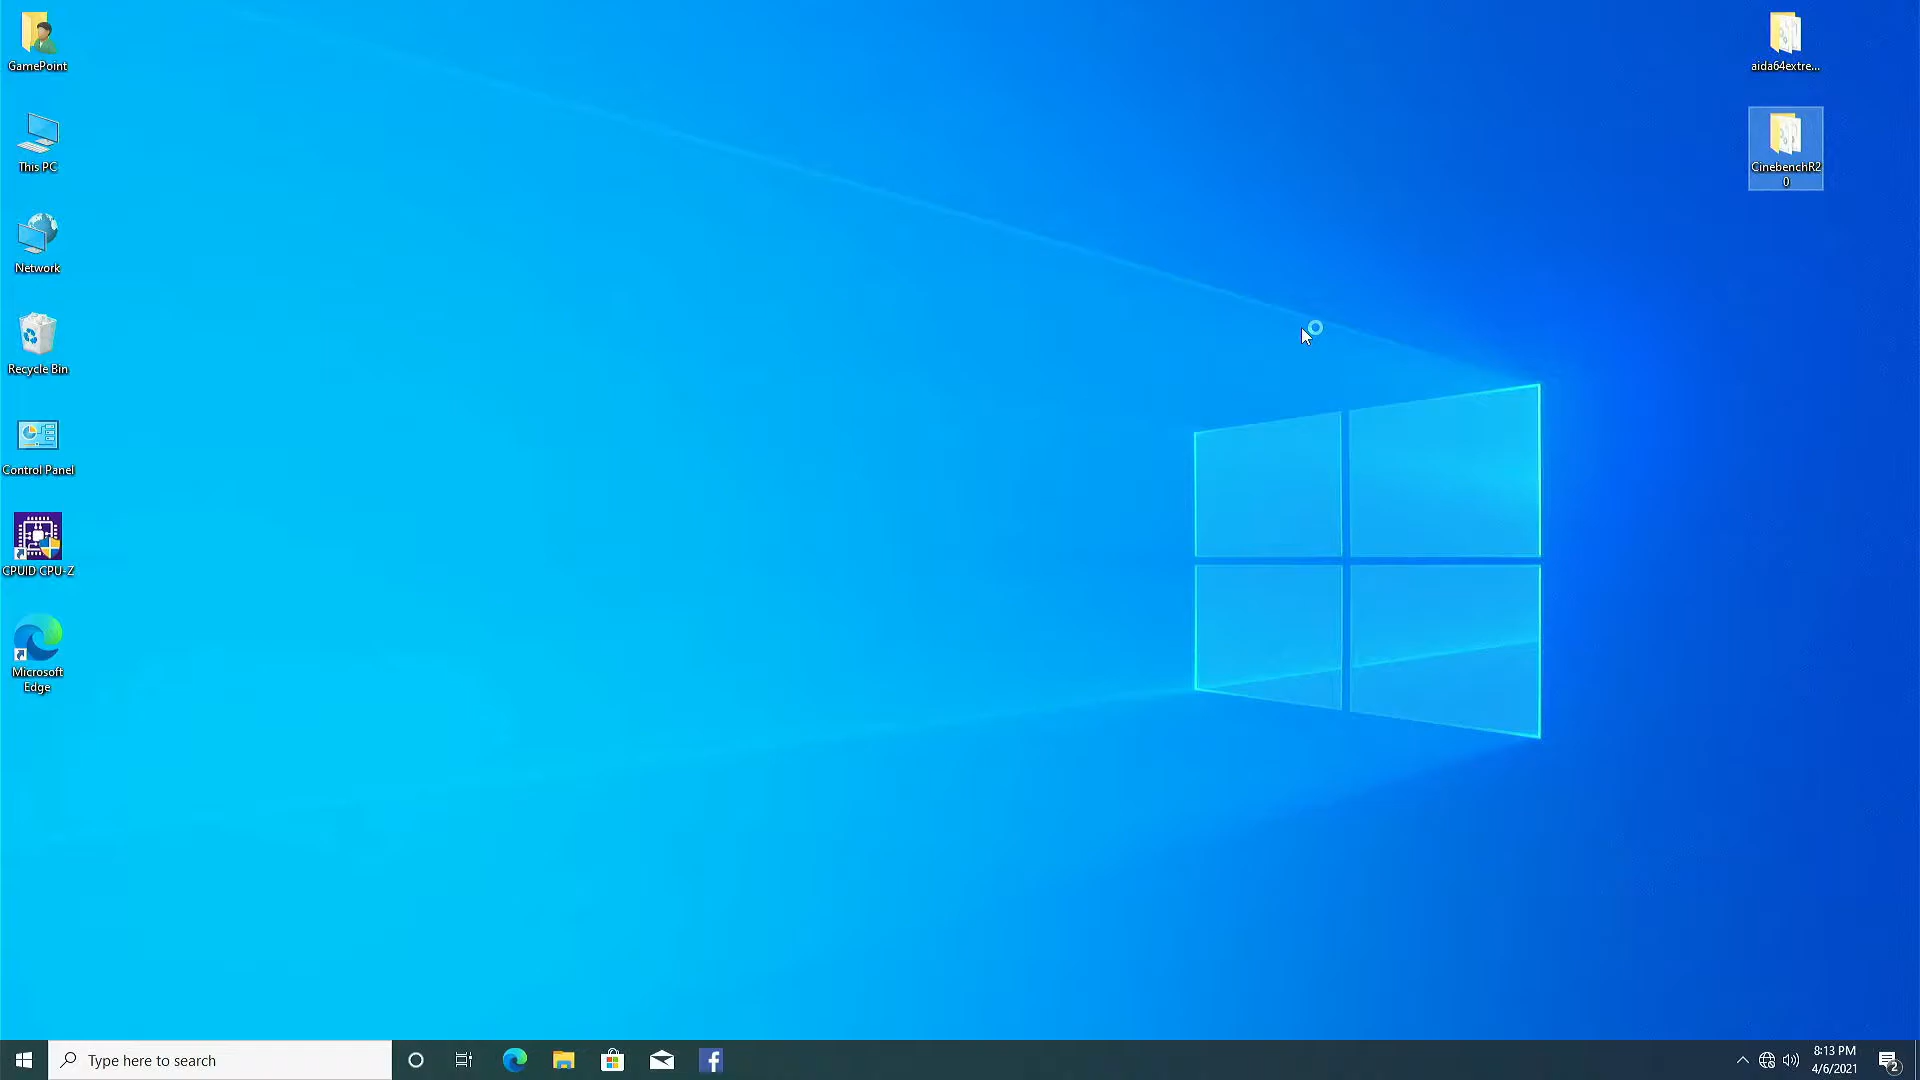 GamePoint
This PC
Network
Recycle Bin
Control Panel
CPUID CPU-Z
Microsoft
Edge
aida64extre...
CinebenchR2
0
Type here to search
8:13 PM
4/6/2021
2